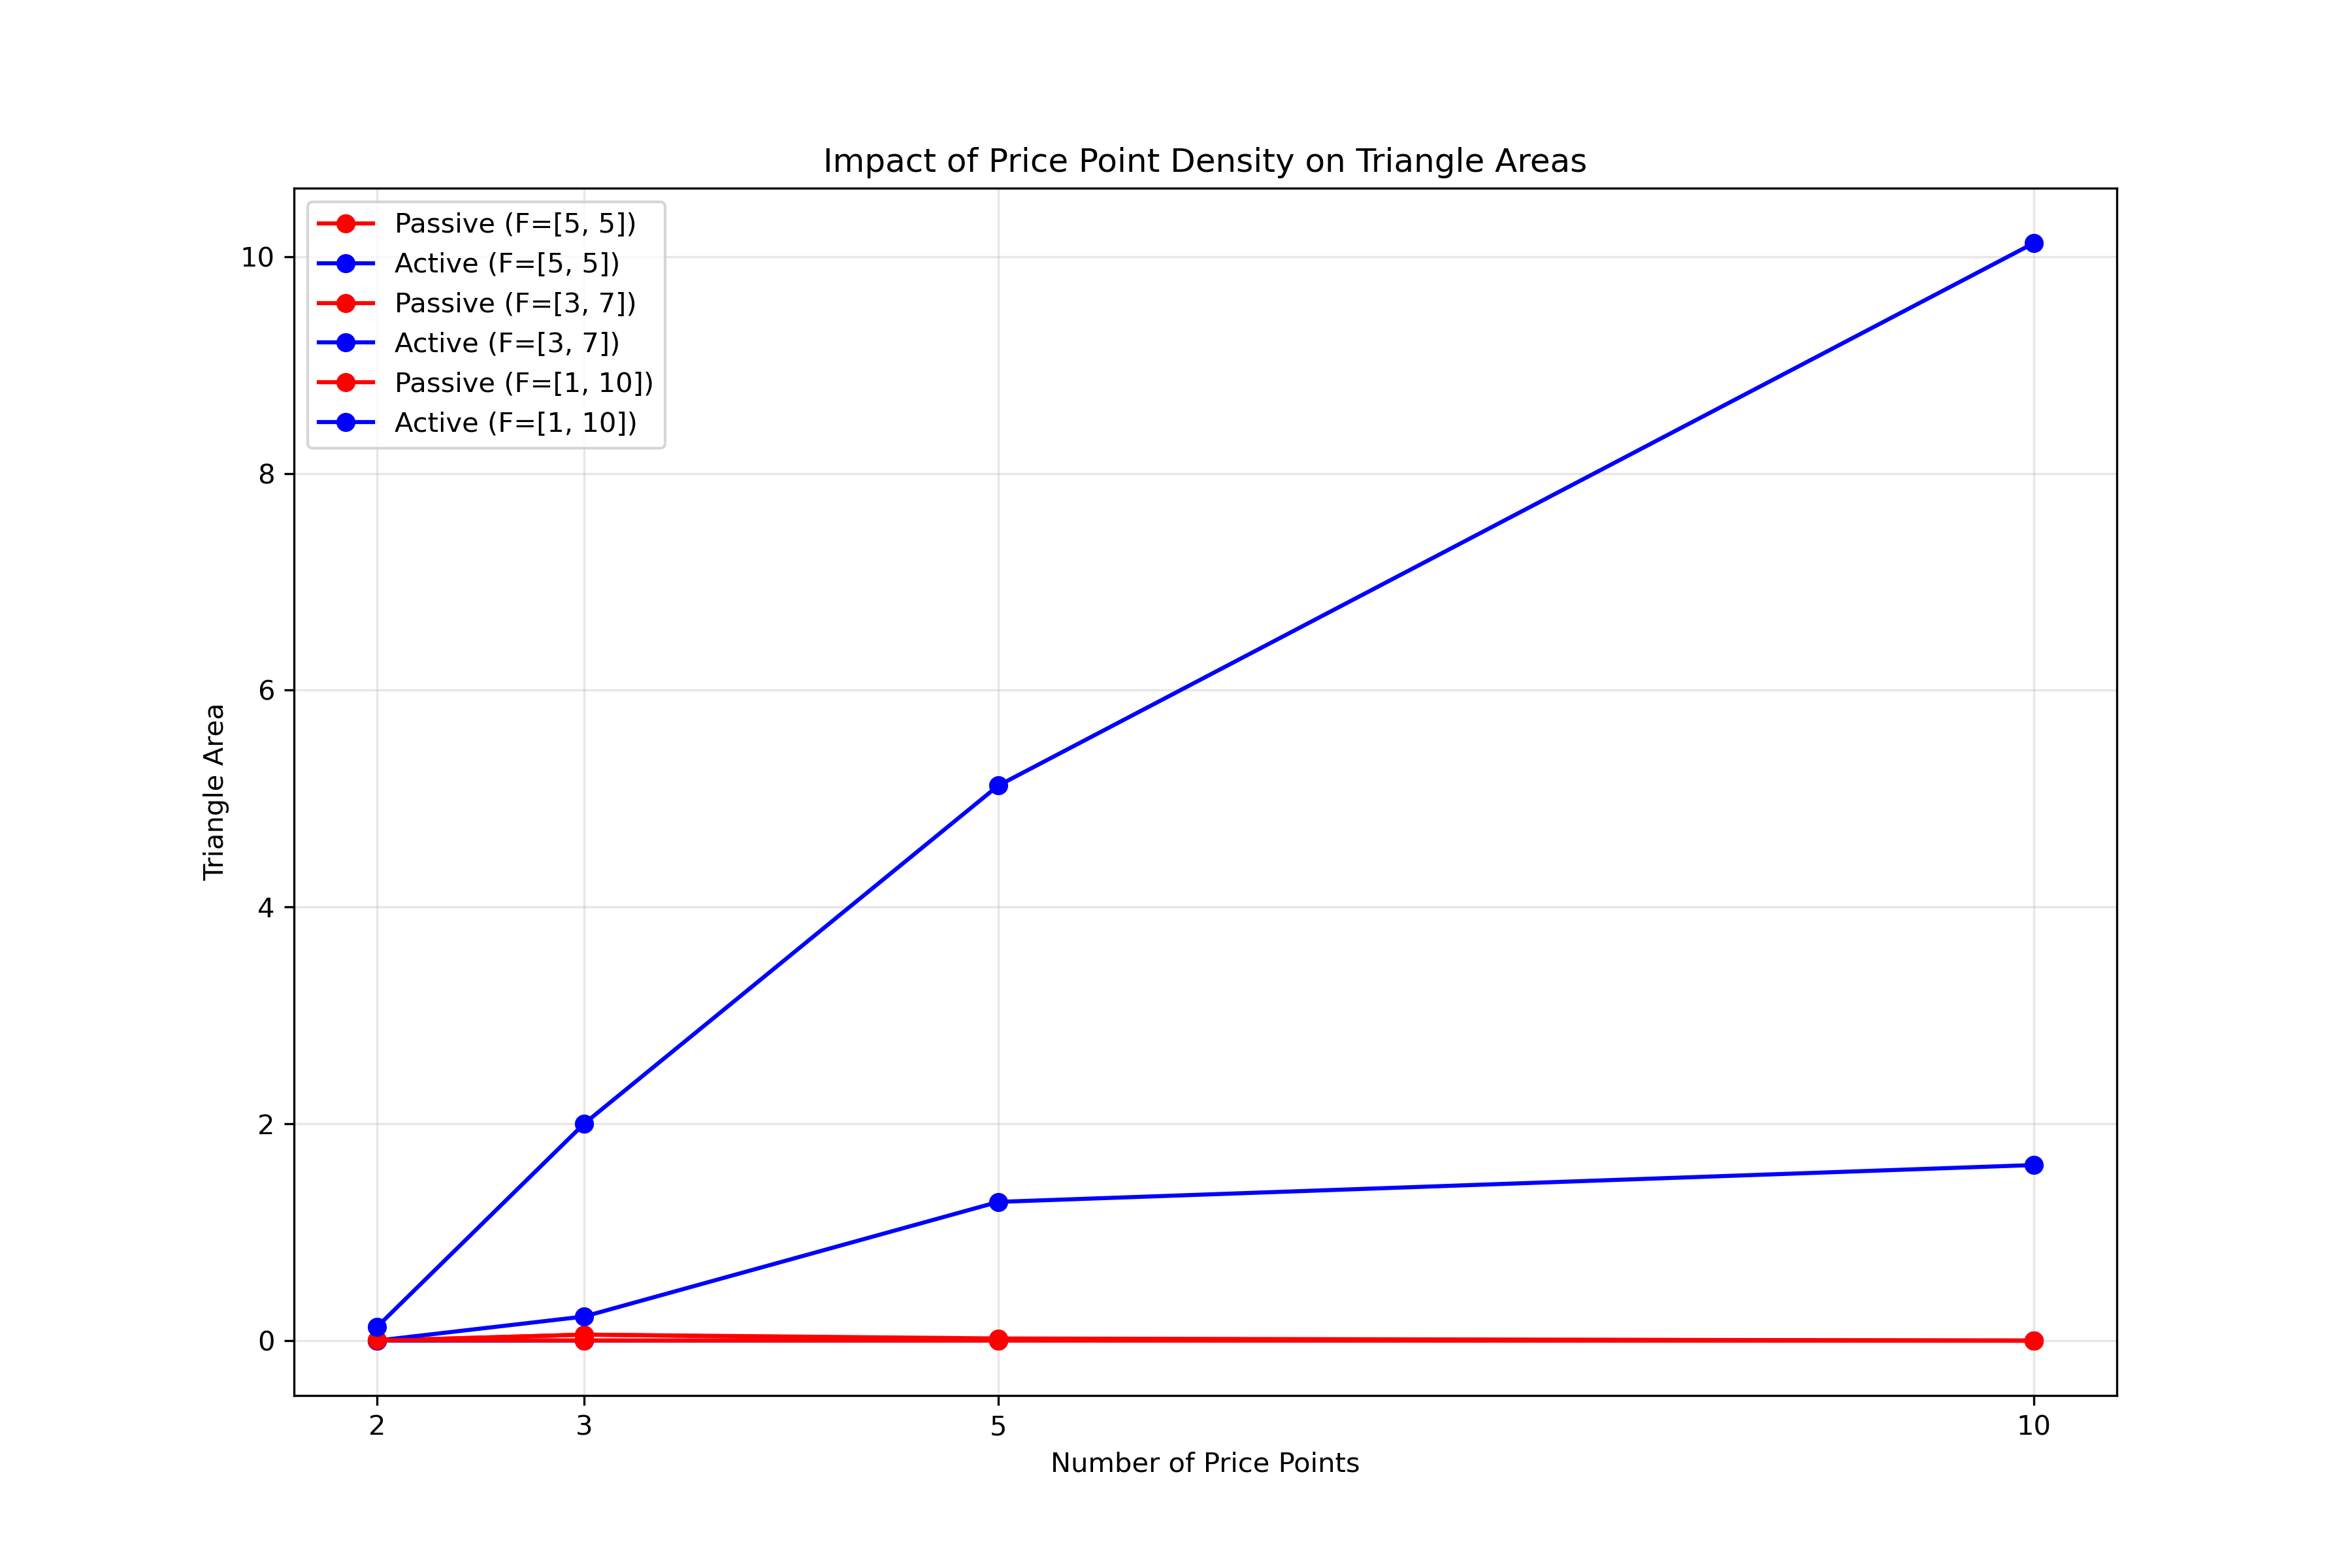 Impact of Price Point Density on Triangle Areas
Passive (F=[5, 5])
Active (F=[5, 5])
Passive (F=[3, 7])
Active (F=[3, 7])
Passive (F=[1, 10])
Active (F=[1, 10])
10
8
6
4
2
0
Triangle Area
2 3 5 10
Number of Price Points